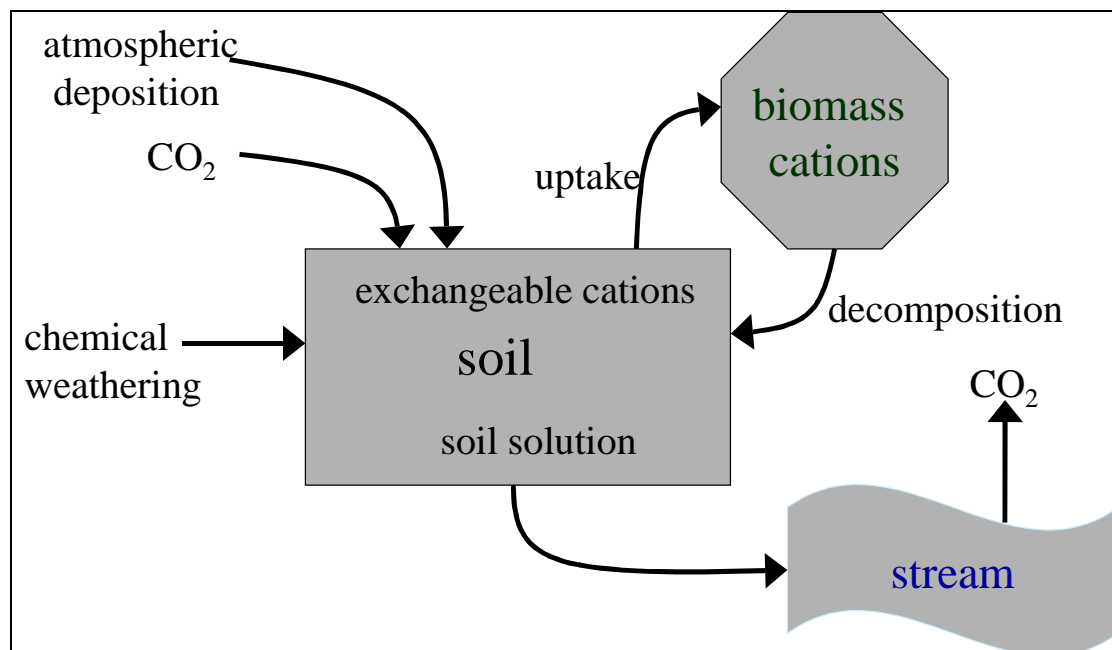 atmospheric
deposition
CO₂
uptake
biomass
cations
exchangeable cations
soil
soil solution
chemical
weathering
decomposition
CO₂
stream